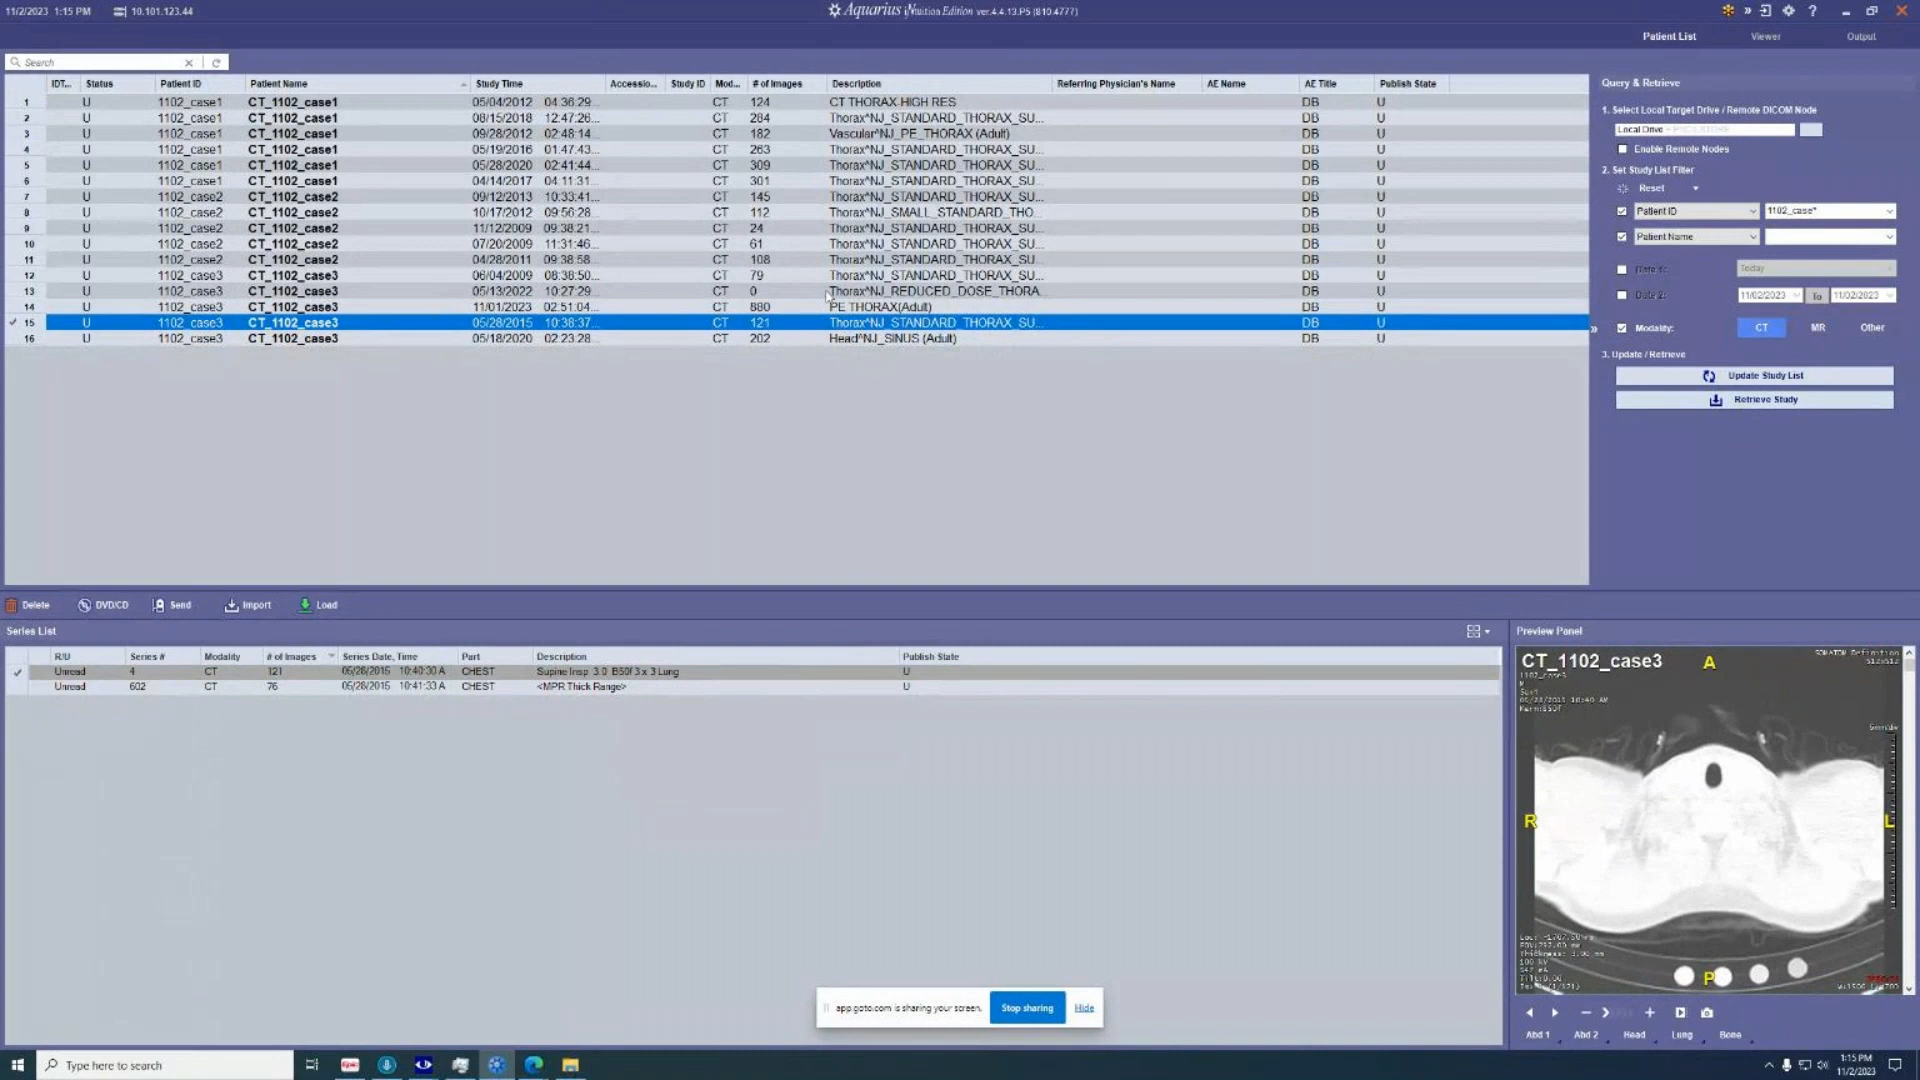 11/2/2023 1:15 PM 10.101.123.44 Aquarius iNtuition Edition ver.4.4.13.P5 (810.4777)
Patient List Viewer Output
Search
IDT... Status Patient ID Patient Name Study Time Accessio... Study ID Mod... # of Images Description Referring Physician's Name AE Name AE Title Publish State
1 U 1102_case1 CT_1102_case1 05/04/2012 04:36:29... CT 124 CT THORAX HIGH RES DB U
2 U 1102_case1 CT_1102_case1 08/15/2018 12:47:26... CT 284 Thorax^NJ_STANDARD_THORAX_SU... DB U
3 U 1102_case1 CT_1102_case1 09/28/2012 02:48:14... CT 182 Vascular^NJ_PE_THORAX (Adult) DB U
4 U 1102_case1 CT_1102_case1 05/19/2016 01:47:43... CT 263 Thorax^NJ_STANDARD_THORAX_SU... DB U
5 U 1102_case1 CT_1102_case1 05/28/2020 02:41:44... CT 309 Thorax^NJ_STANDARD_THORAX_SU... DB U
6 U 1102_case1 CT_1102_case1 04/14/2017 04:11:31... CT 301 Thorax^NJ_STANDARD_THORAX_SU... DB U
7 U 1102_case2 CT_1102_case2 09/12/2013 10:33:41... CT 145 Thorax^NJ_STANDARD_THORAX_SU... DB U
8 U 1102_case2 CT_1102_case2 10/17/2012 09:56:28... CT 112 Thorax^NJ_SMALL_STANDARD_THO... DB U
9 U 1102_case2 CT_1102_case2 11/12/2009 09:38:21... CT 24 Thorax^NJ_STANDARD_THORAX_SU... DB U
10 U 1102_case2 CT_1102_case2 07/20/2009 11:31:46... CT 61 Thorax^NJ_STANDARD_THORAX_SU... DB U
11 U 1102_case2 CT_1102_case2 04/28/2011 09:38:58... CT 108 Thorax^NJ_STANDARD_THORAX_SU... DB U
12 U 1102_case3 CT_1102_case3 06/04/2009 08:38:50... CT 79 Thorax^NJ_STANDARD_THORAX_SU... DB U
13 U 1102_case3 CT_1102_case3 05/13/2022 10:27:29... CT 0 Thorax^NJ_REDUCED_DOSE_THORA... DB U
14 U 1102_case3 CT_1102_case3 11/01/2023 02:51:04... CT 880 PE THORAX(Adult) DB U
15 U 1102_case3 CT_1102_case3 05/28/2015 10:38:37... CT 121 Thorax^NJ_STANDARD_THORAX_SU... DB U
16 U 1102_case3 CT_1102_case3 05/18/2020 02:23:28... CT 202 Head^NJ_SINUS (Adult) DB U
Query & Retrieve
1. Select Local Target Drive / Remote DICOM Node
Local Drive
Enable Remote Nodes
2. Set Study List Filter
Reset
Patient ID 1102_case*
Patient Name
Date 1: Today
Date 2: 11/02/2023 To 11/02/2023
Modality: CT MR Other
3. Update / Retrieve
Update Study List
Retrieve Study
Delete DVD/CD Send Import Load
Series List
R/U Series # Modality # of Images Series Date, Time Part Description Publish State
Unread 4 CT 121 05/28/2015 10:40:30 A CHEST Supine Insp 3.0 B50f 3 x 3 Lung U
Unread 602 CT 76 05/28/2015 10:41:33 A CHEST <MPR Thick Range> U
Preview Panel
CT_1102_case3 A SOMATOM Definition
512x512
1102_case3
M
05/28/2015 10:40 AM
R L
P
Thickness: 3.00 mm
100 kV
Abd 1 Abd 2 Head Lung Bone
app.goto.com is sharing your screen. Stop sharing Hide
Type here to search
1:15 PM
11/2/2023